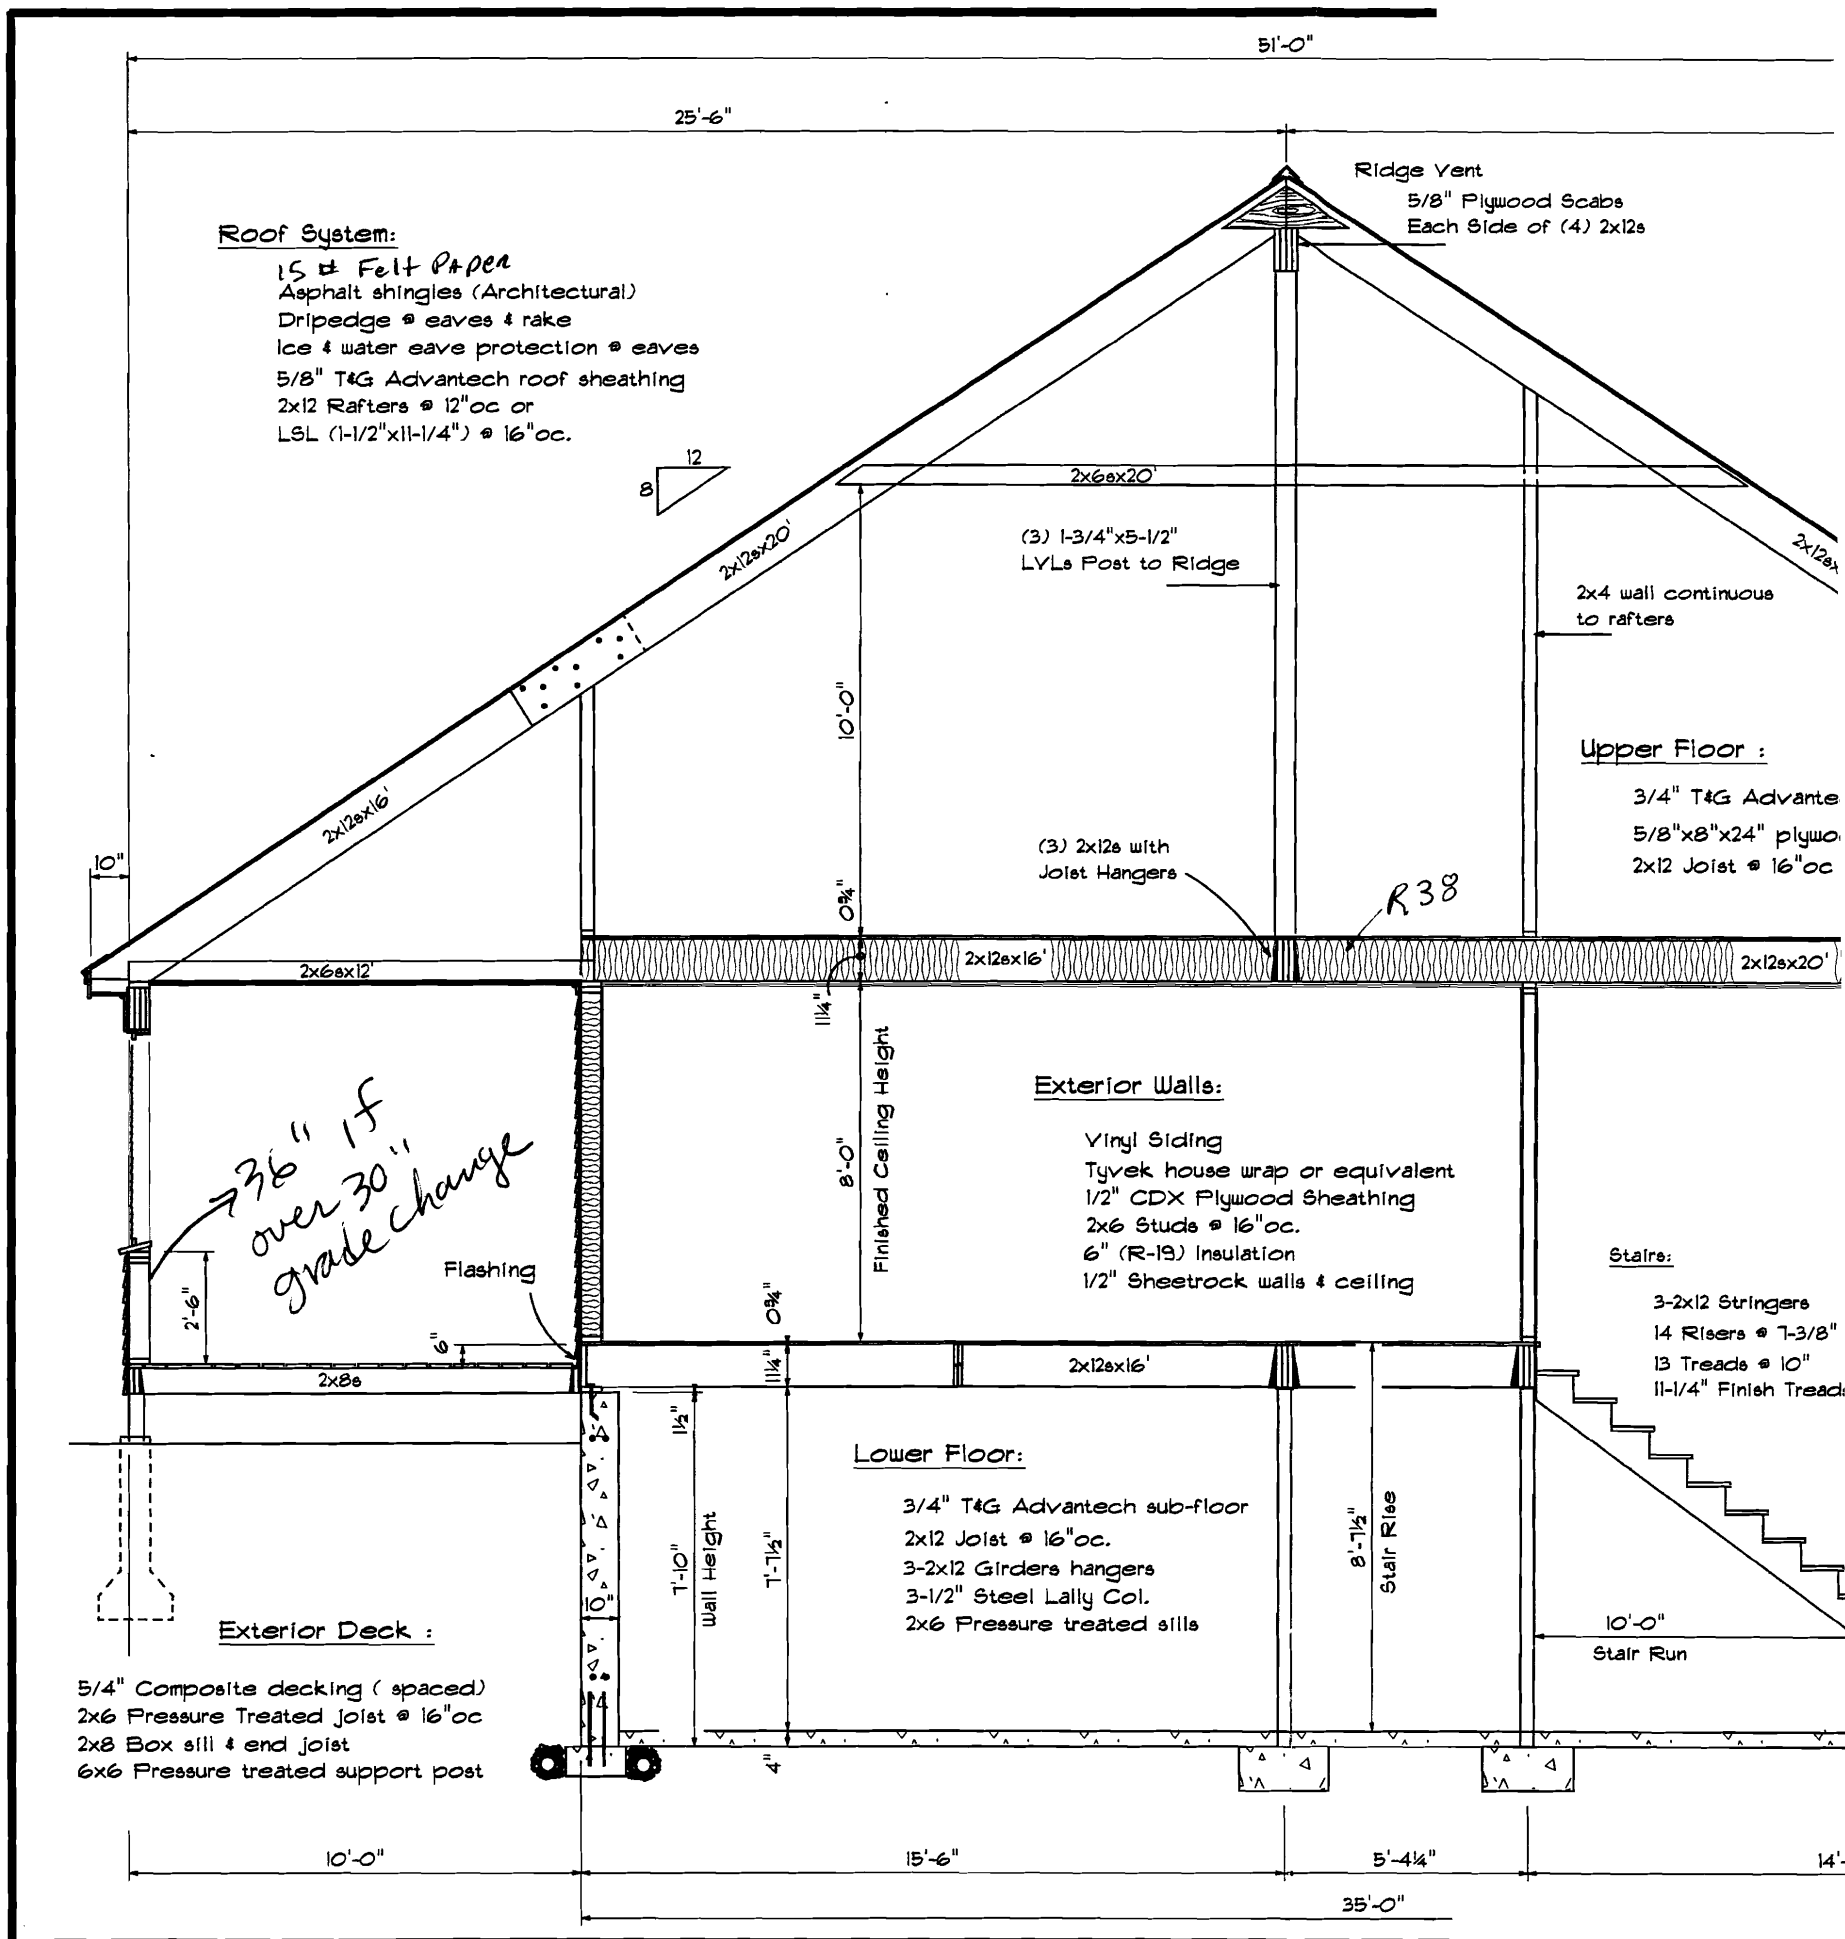 51'-0"
25'-6"
Ridge Vent
5/8" Plywood Scabs
Each Side of (4) 2x12s
Roof System:
15 # Felt Paper
Asphalt shingles (Architectural)
Dripedge @ eaves & rake
Ice & water eave protection @ eaves
5/8" T&G Advantech roof sheathing
2x12 Rafters @ 12"oc or
LSL (1-1/2"x11-1/4") @ 16"oc.
12
8
2x6sx20'
2x12sx20'
(3) 1-3/4"x5-1/2"
LVLs Post to Ridge
2x12sx
2x4 wall continuous
to rafters
10'-0"
Upper Floor :
3/4" T&G Advante
5/8"x8"x24" plywo
2x12 Joist @ 16"oc
2x12sx16'
10"
(3) 2x12s with
Joist Hangers
0¾"
R38
2x6sx12'
2x12sx16'
2x12sx20'
11¼"
8'-0"
Finished Ceiling Height
Exterior Walls:
Vinyl Siding
Tyvek house wrap or equivalent
1/2" CDX Plywood Sheathing
2x6 Studs @ 16"oc.
6" (R-19) Insulation
1/2" Sheetrock walls & ceiling
36" if
over 30"
grade change
Flashing
2'-6"
6"
0¾"
11¼"
2x8s
2x12sx16'
Stairs:
3-2x12 Stringers
14 Risers @ 7-3/8"
13 Treads @ 10"
11-1/4" Finish Treads
1½"
Lower Floor:
3/4" T&G Advantech sub-floor
2x12 Joist @ 16"oc.
3-2x12 Girders hangers
3-1/2" Steel Lally Col.
2x6 Pressure treated sills
7'-10"
Wall Height
7'-7½"
8'-7½"
Stair Rise
10"
10'-0"
Stair Run
Exterior Deck :
5/4" Composite decking ( spaced)
2x6 Pressure Treated joist @ 16"oc
2x8 Box sill & end joist
6x6 Pressure treated support post
4"
10'-0"
15'-6"
5'-4¼"
14'-
35'-0"